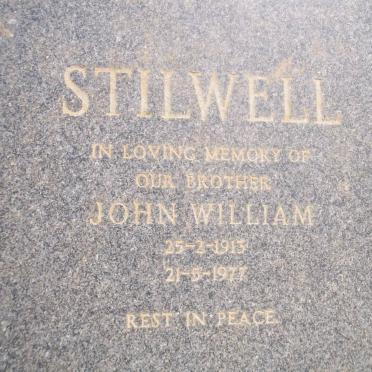 STILWELL
IN LOVING MEMORY OF
OUR BROTHER
JOHN WILLIAM
25-2-1913
21-5-1977
REST IN PEACE